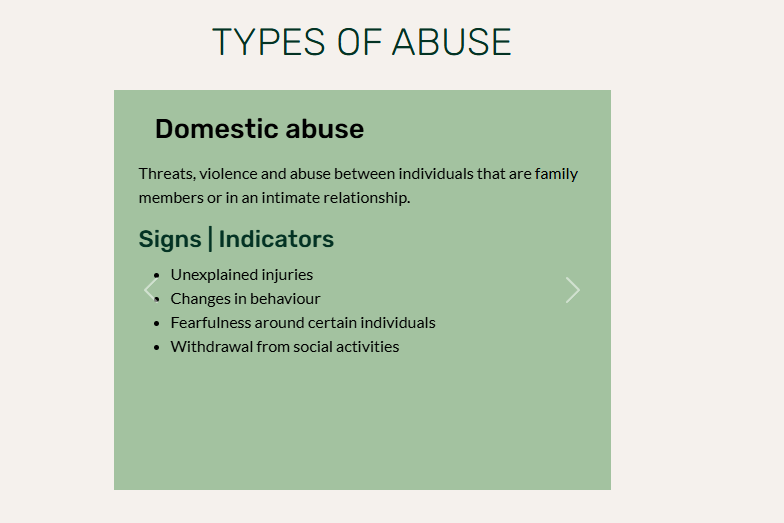 TYPES OF ABUSE
Domestic abuse
Threats, violence and abuse between individuals that are family
members or in an intimate relationship.
Signs | Indicators
• Unexplained injuries
• Changes in behaviour
• Fearfulness around certain individuals
• Withdrawal from social activities